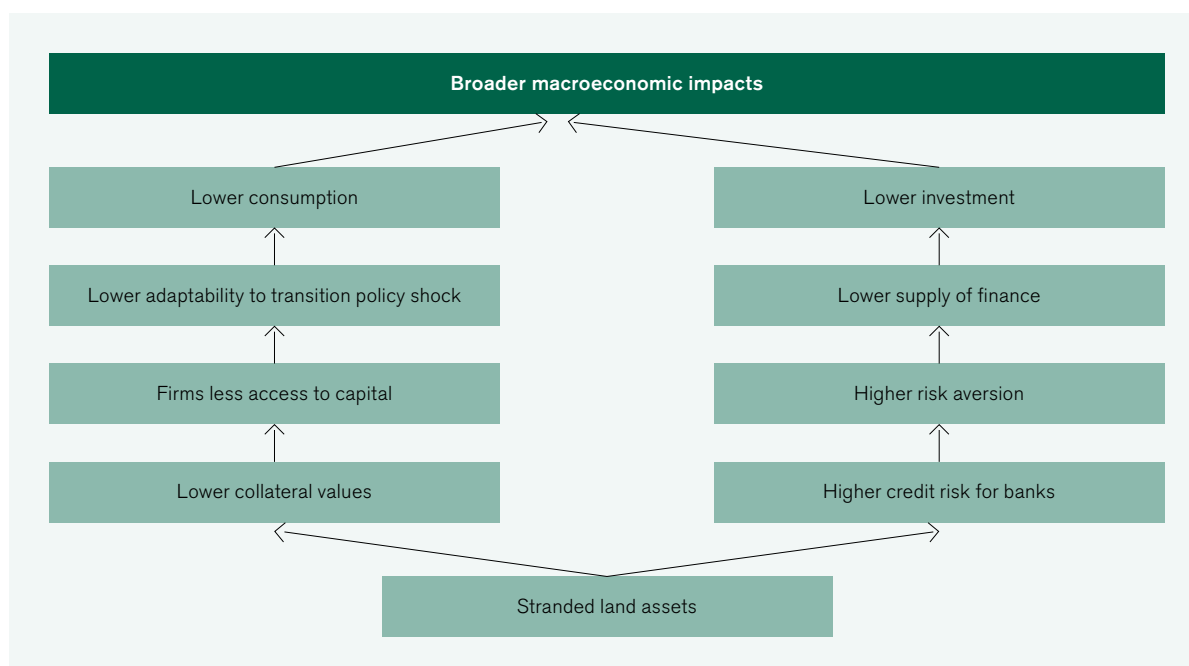 Broader macroeconomic impacts
Lower consumption
Lower investment
Lower adaptability to transition policy shock
Lower supply of finance
Firms less access to capital
Higher risk aversion
Lower collateral values
Higher credit risk for banks
Stranded land assets